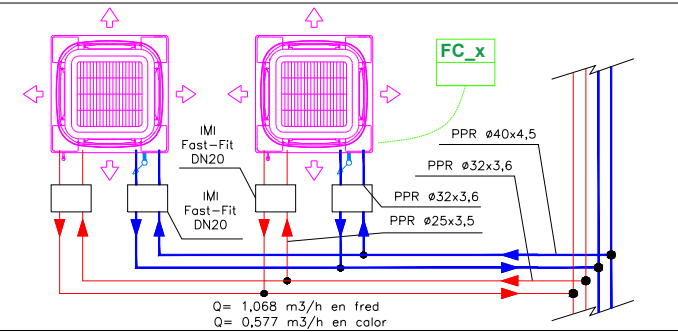 FC_x
IMI
Fast-Fit
DN20
PPR ø40x4,5
PPR ø32x3,6
IMI
Fast-Fit
DN20
PPR ø32x3,6
PPR ø25x3,5
Q= 1,068 m3/h en fred
Q= 0,577 m3/h en calor